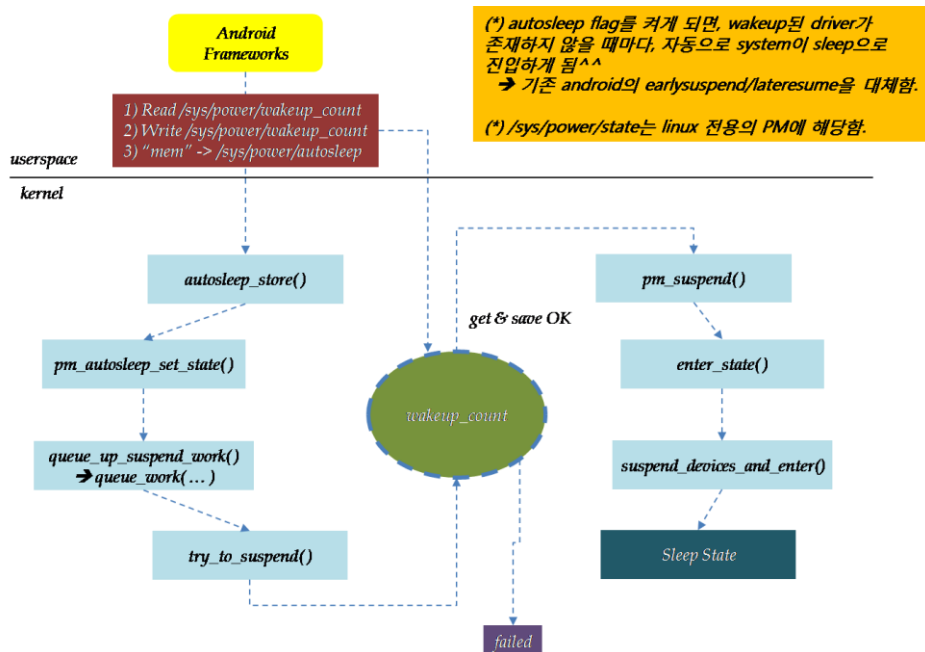 Android
Frameworks
(*) autosleep flag를 켜게 되면, wakeup된 driver가
존재하지 않을 때마다, 자동으로 system이 sleep으로
진입하게 됨^^
➔ 기존 android의 earlysuspend/lateresume을 대체함.
(*) /sys/power/state는 linux 전용의 PM에 해당함.
1) Read /sys/power/wakeup_count
2) Write /sys/power/wakeup_count
3) “mem” -> /sys/power/autosleep
userspace
kernel
autosleep_store( )
pm_suspend( )
get & save OK
pm_autosleep_set_state( )
enter_state( )
wakeup_count
queue_up_suspend_work( )
➔ queue_work( … )
suspend_devices_and_enter( )
try_to_suspend( )
Sleep State
failed